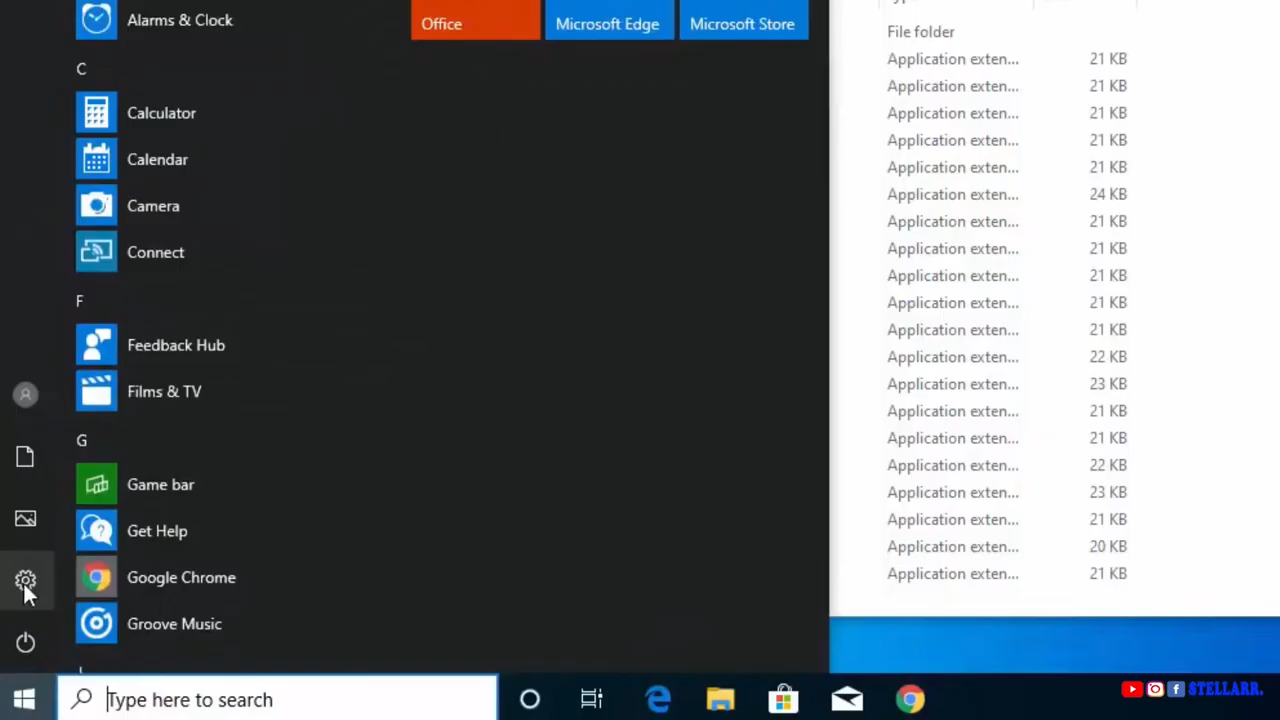 Alarms & Clock
Office
Microsoft Edge
Microsoft Store
C
Calculator
Calendar
Camera
Connect
F
Feedback Hub
Films & TV
G
Game bar
Get Help
Google Chrome
Groove Music
Type here to search
File folder
Application exten... 21 KB
Application exten... 21 KB
Application exten... 21 KB
Application exten... 21 KB
Application exten... 21 KB
Application exten... 24 KB
Application exten... 21 KB
Application exten... 21 KB
Application exten... 21 KB
Application exten... 21 KB
Application exten... 21 KB
Application exten... 22 KB
Application exten... 23 KB
Application exten... 21 KB
Application exten... 21 KB
Application exten... 22 KB
Application exten... 23 KB
Application exten... 21 KB
Application exten... 20 KB
Application exten... 21 KB
STELLARR.